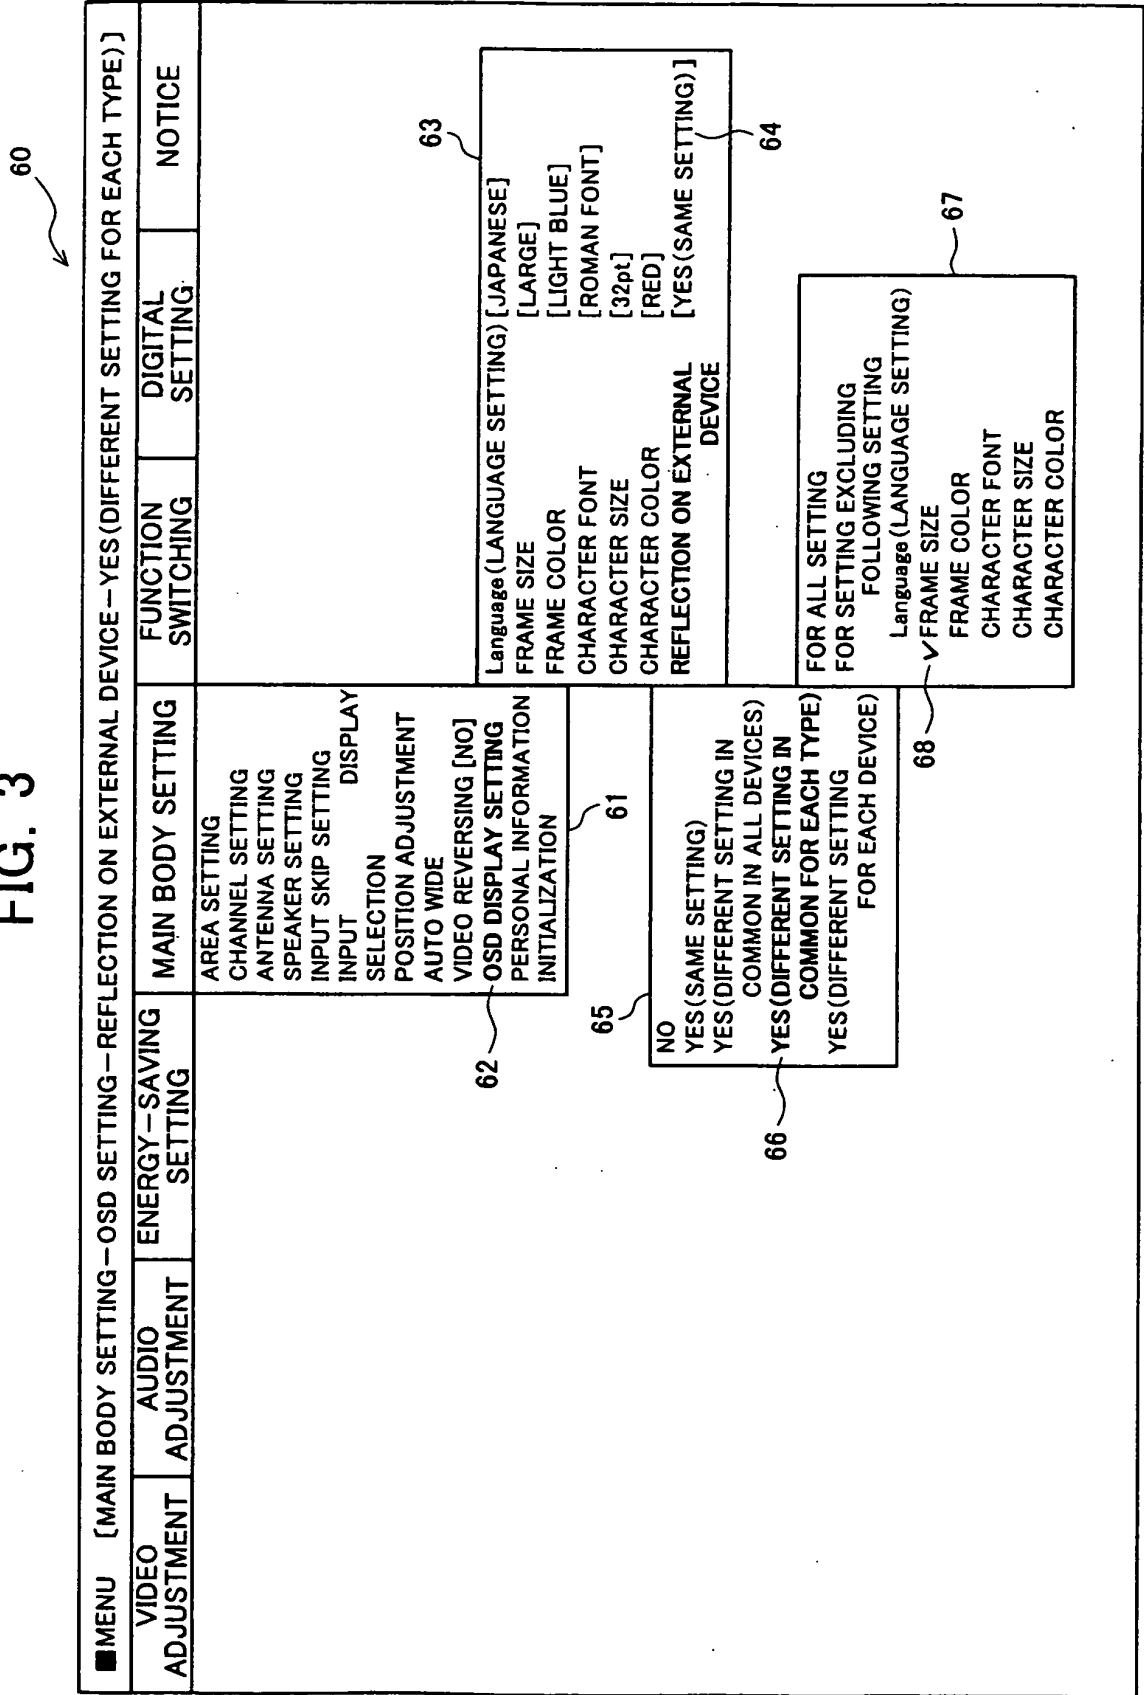 FIG. 3
60
■MENU [MAIN BODY SETTING-OSD SETTING-REFLECTION ON EXTERNAL DEVICE-YES(DIFFERENT SETTING FOR EACH TYPE)]
VIDEO
ADJUSTMENT
AUDIO
ADJUSTMENT
ENERGY-SAVING
SETTING
MAIN BODY SETTING
FUNCTION
SWITCHING
DIGITAL
SETTING
NOTICE
AREA SETTING
CHANNEL SETTING
ANTENNA SETTING
SPEAKER SETTING
INPUT SKIP SETTING
INPUT DISPLAY
SELECTION
POSITION ADJUSTMENT
AUTO WIDE
VIDEO REVERSING [NO]
OSD DISPLAY SETTING
PERSONAL INFORMATION
INITIALIZATION
61
62
63
Language(LANGUAGE SETTING) [JAPANESE]
FRAME SIZE [LARGE]
FRAME COLOR [LIGHT BLUE]
CHARACTER FONT [ROMAN FONT]
CHARACTER SIZE [32pt]
CHARACTER COLOR [RED]
REFLECTION ON EXTERNAL [YES(SAME SETTING)]
DEVICE
64
65
NO
YES(SAME SETTING)
YES(DIFFERENT SETTING IN
COMMON IN ALL DEVICES)
YES(DIFFERENT SETTING IN
COMMON FOR EACH TYPE)
YES(DIFFERENT SETTING
FOR EACH DEVICE)
66
67
FOR ALL SETTING
FOR SETTING EXCLUDING
FOLLOWING SETTING
Language(LANGUAGE SETTING)
✓FRAME SIZE
FRAME COLOR
CHARACTER FONT
CHARACTER SIZE
CHARACTER COLOR
68